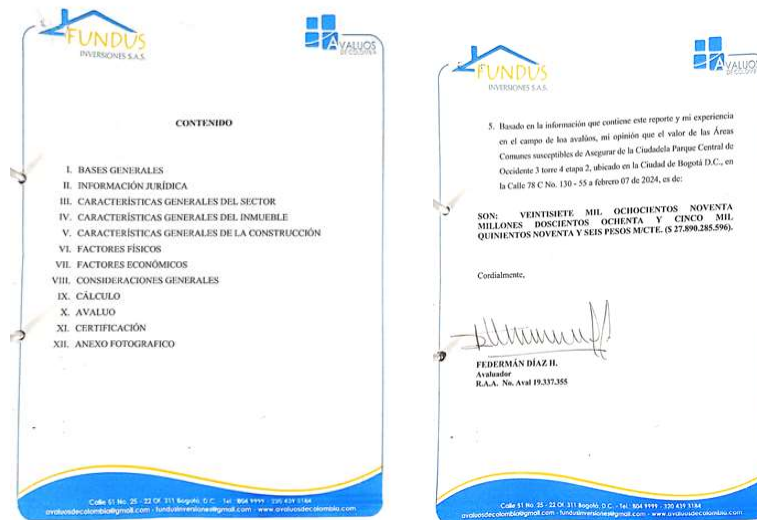 FUNDUS
INVERSIONES S.A.S.
AVALUOS
DE COLOMBIA
CONTENIDO
I. BASES GENERALES
II. INFORMACIÓN JURÍDICA
III. CARACTERÍSTICAS GENERALES DEL SECTOR
IV. CARACTERÍSTICAS GENERALES DEL INMUEBLE
V. CARACTERÍSTICAS GENERALES DE LA CONSTRUCCIÓN
VI. FACTORES FÍSICOS
VII. FACTORES ECONÓMICOS
VIII. CONSIDERACIONES GENERALES
IX. CÁLCULO
X. AVALUO
XI. CERTIFICACIÓN
XII. ANEXO FOTOGRAFICO
Calle 51 No. 25 - 22 Of. 311 Bogotá, D.C. - Tel.: 804 9999 - 320 439 3184
avaluosdecolombia@gmail.com - fundusinversiones@gmail.com - www.avaluosdecolombia.com
FUNDUS
INVERSIONES S.A.S.
AVALUOS
DE COLOMBIA
5. Basado en la información que contiene este reporte y mi experiencia
en el campo de loa avalúos, mi opinión que el valor de las Áreas
Comunes susceptibles de Asegurar de la Ciudadela Parque Central de
Occidente 3 torre 4 etapa 2, ubicado en la Ciudad de Bogotá D.C., en
la Calle 78 C No. 130 - 55 a febrero 07 de 2024, es de:
SON: VEINTISIETE MIL OCHOCIENTOS NOVENTA
MILLONES DOSCIENTOS OCHENTA Y CINCO MIL
QUINIENTOS NOVENTA Y SEIS PESOS M/CTE. ($ 27.890.285.596).
Cordialmente,
FEDERMÁN DÍAZ H.
Avaluador
R.A.A. No. Aval 19.337.355
Calle 51 No. 25 - 22 Of. 311 Bogotá, D.C. - Tel.: 804 9999 - 320 439 3184
avaluosdecolombia@gmail.com - fundusinversiones@gmail.com - www.avaluosdecolombia.com